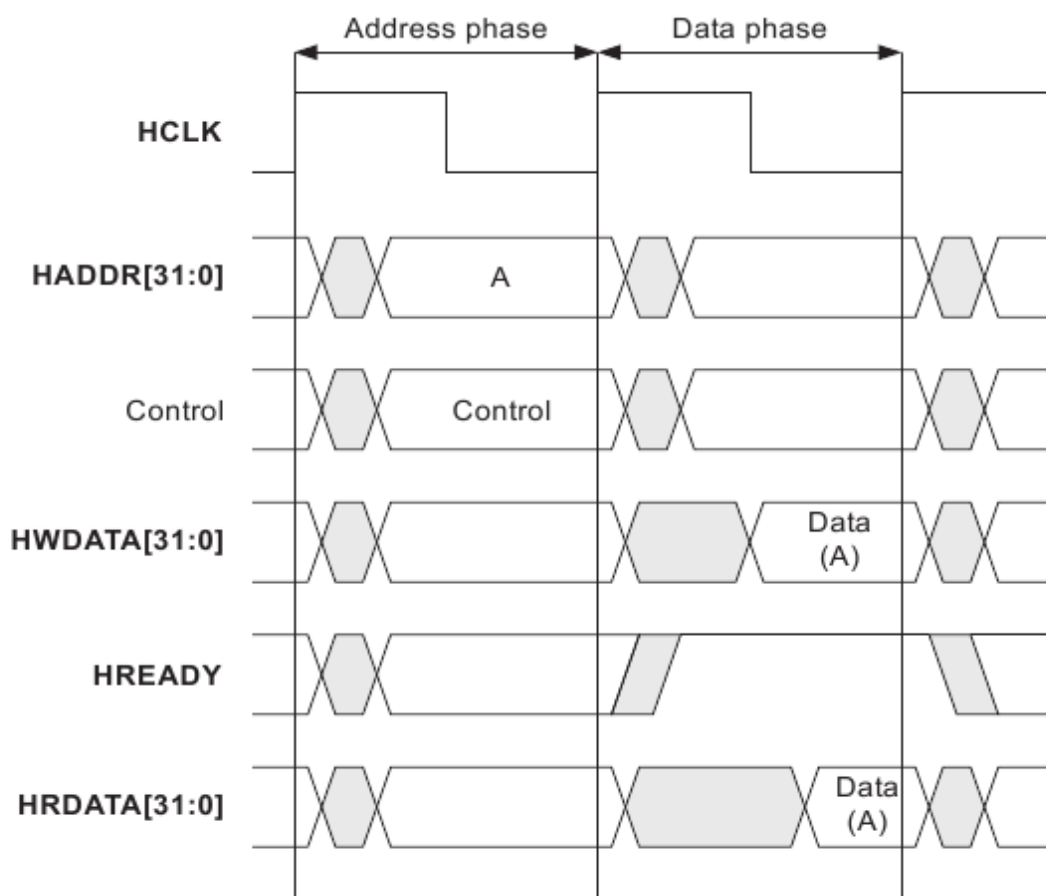 Address phase
Data phase
HCLK
HADDR[31:0]
A
Control
Control
HWDATA[31:0]
Data
(A)
HREADY
HRDATA[31:0]
Data
(A)